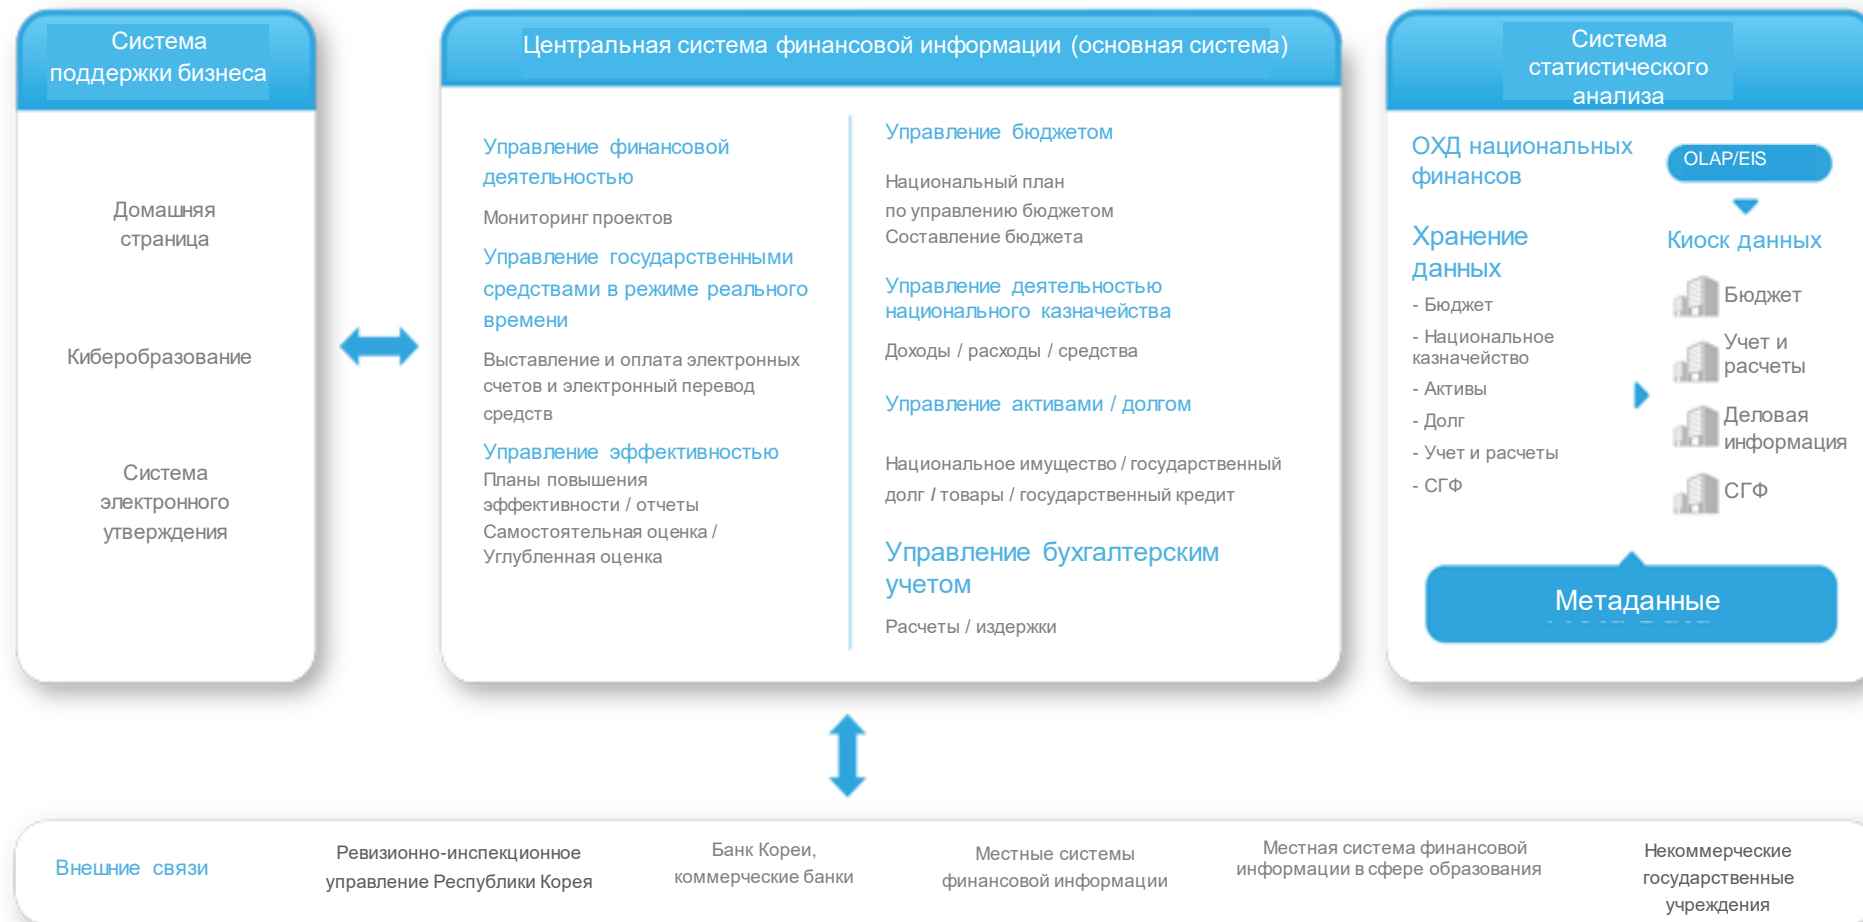 Система
поддержки бизнеса
Домашняя
страница
Киберобразование
Система
электронного
утверждения
Центральная система финансовой информации (основная система)
Управление финансовой
деятельностью
Мониторинг проектов
Управление государственными
средствами в режиме реального
времени
Выставление и оплата электронных
счетов и электронный перевод
средств
Управление эффективностью
Планы повышения
эффективности / отчеты
Самостоятельная оценка /
Углубленная оценка
Управление бюджетом
Национальный план
по управлению бюджетом
Составление бюджета
Управление деятельностью
национального казначейства
Доходы / расходы / средства
Управление активами / долгом
Национальное имущество / государственный
долг / товары / государственный кредит
Управление бухгалтерским
учетом
Расчеты / издержки
Система
статистического
анализа
ОХД национальных
финансов
Хранение
данных
- Бюджет
- Национальное
казначейство
- Активы
- Долг
- Учет и расчеты
- СГФ
OLAP/EIS
Киоск данных
Бюджет
Учет и
расчеты
Деловая
информация
СГФ
Метаданные
Внешние связи
Ревизионно-инспекционное
управление Республики Корея
Банк Кореи,
коммерческие банки
Местные системы
финансовой информации
Местная система финансовой
информации в сфере образования
Некоммерческие
государственные
учреждения